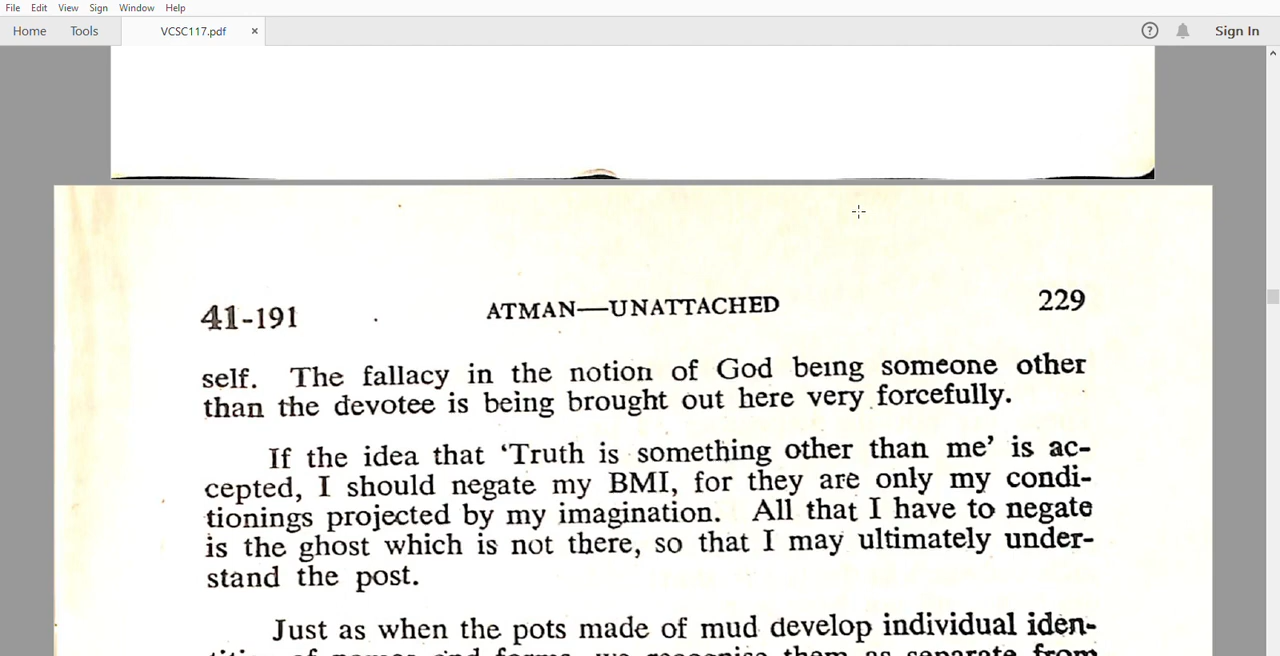 File Edit View Sign Window Help
Home Tools VCSC117.pdf × ? Sign In
41-191 ATMAN—UNATTACHED 229
self. The fallacy in the notion of God being someone other
than the devotee is being brought out here very forcefully.
If the idea that ‘Truth is something other than me’ is ac-
cepted, I should negate my BMI, for they are only my condi-
tionings projected by my imagination. All that I have to negate
is the ghost which is not there, so that I may ultimately under-
stand the post.
Just as when the pots made of mud develop individual iden-